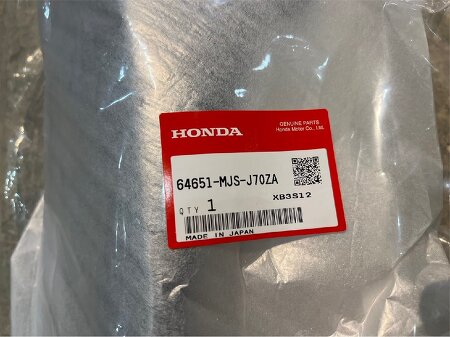 HONDA
GENUINE PARTS
Honda Motor Co., Ltd.
64651-MJS-J70ZA
QTY 1
XB3S12
MADE IN JAPAN